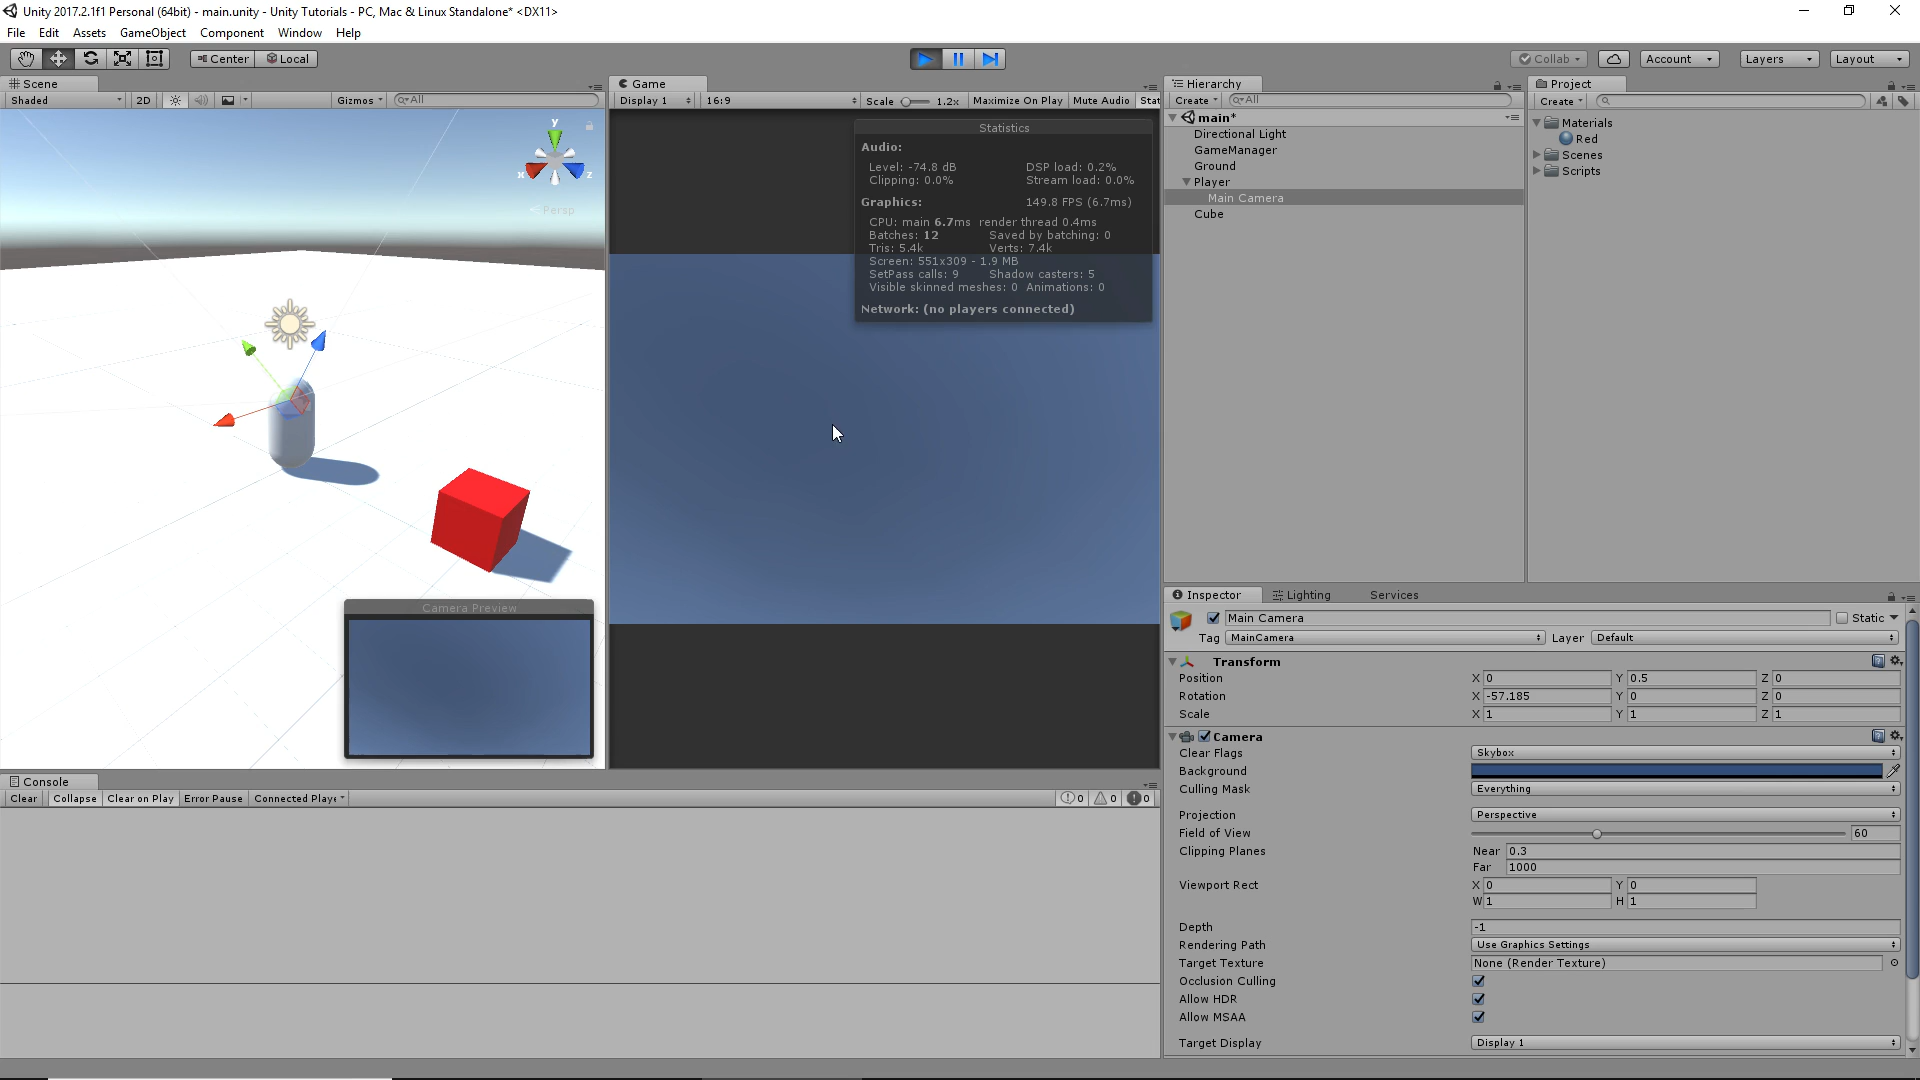 Unity 2017.2.1f1 Personal (64bit) - main.unity - Unity Tutorials - PC, Mac & Linux Standalone* <DX11>
File Edit Assets GameObject Component Window Help
Center Local Collab Account Layers Layout
Scene
Shaded 2D Gizmos All
y
x z
Persp
Camera Preview
Game
Display 1 16:9 Scale 1.2x Maximize On Play Mute Audio Stat
Statistics
Audio:
Level: -74.8 dB DSP load: 0.2%
Clipping: 0.0% Stream load: 0.0%
Graphics: 149.8 FPS (6.7ms)
CPU: main 6.7ms render thread 0.4ms
Batches: 12 Saved by batching: 0
Tris: 5.4k Verts: 7.4k
Screen: 551x309 - 1.9 MB
SetPass calls: 9 Shadow casters: 5
Visible skinned meshes: 0 Animations: 0
Network: (no players connected)
Hierarchy
Create All
main*
Directional Light
GameManager
Ground
Player
Main Camera
Cube
Project
Create
Materials
Red
Scenes
Scripts
Console
Clear Collapse Clear on Play Error Pause Connected Playe 0 0 0
Inspector Lighting Services
Main Camera Static
Tag MainCamera Layer Default
Transform
Position X 0 Y 0.5 Z 0
Rotation X -57.185 Y 0 Z 0
Scale X 1 Y 1 Z 1
Camera
Clear Flags Skybox
Background
Culling Mask Everything
Projection Perspective
Field of View 60
Clipping Planes Near 0.3
Far 1000
Viewport Rect X 0 Y 0
W 1 H 1
Depth -1
Rendering Path Use Graphics Settings
Target Texture None (Render Texture)
Occlusion Culling
Allow HDR
Allow MSAA
Target Display Display 1